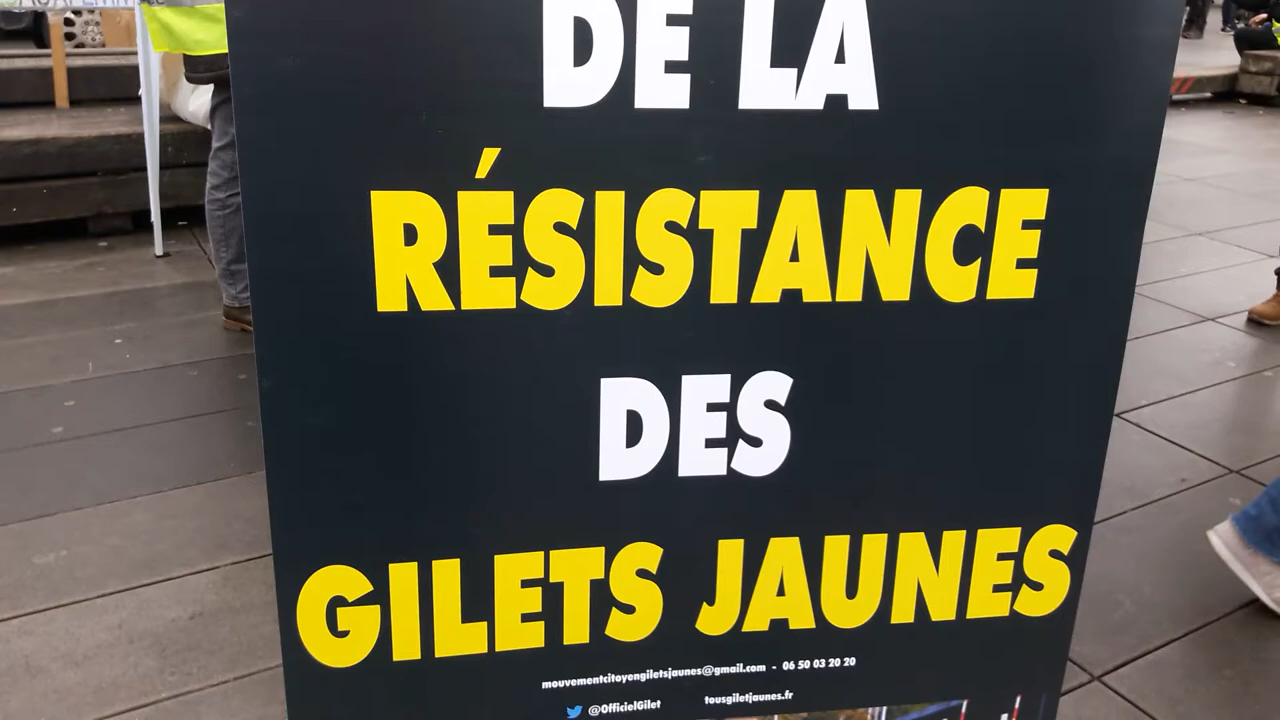 DE LA
RÉSISTANCE
DES
GILETS JAUNES
mouvementcitoyengiletsjaunes@gmail.com - 06 50 03 20 20
@OfficielGilet tousgiletjaunes.fr